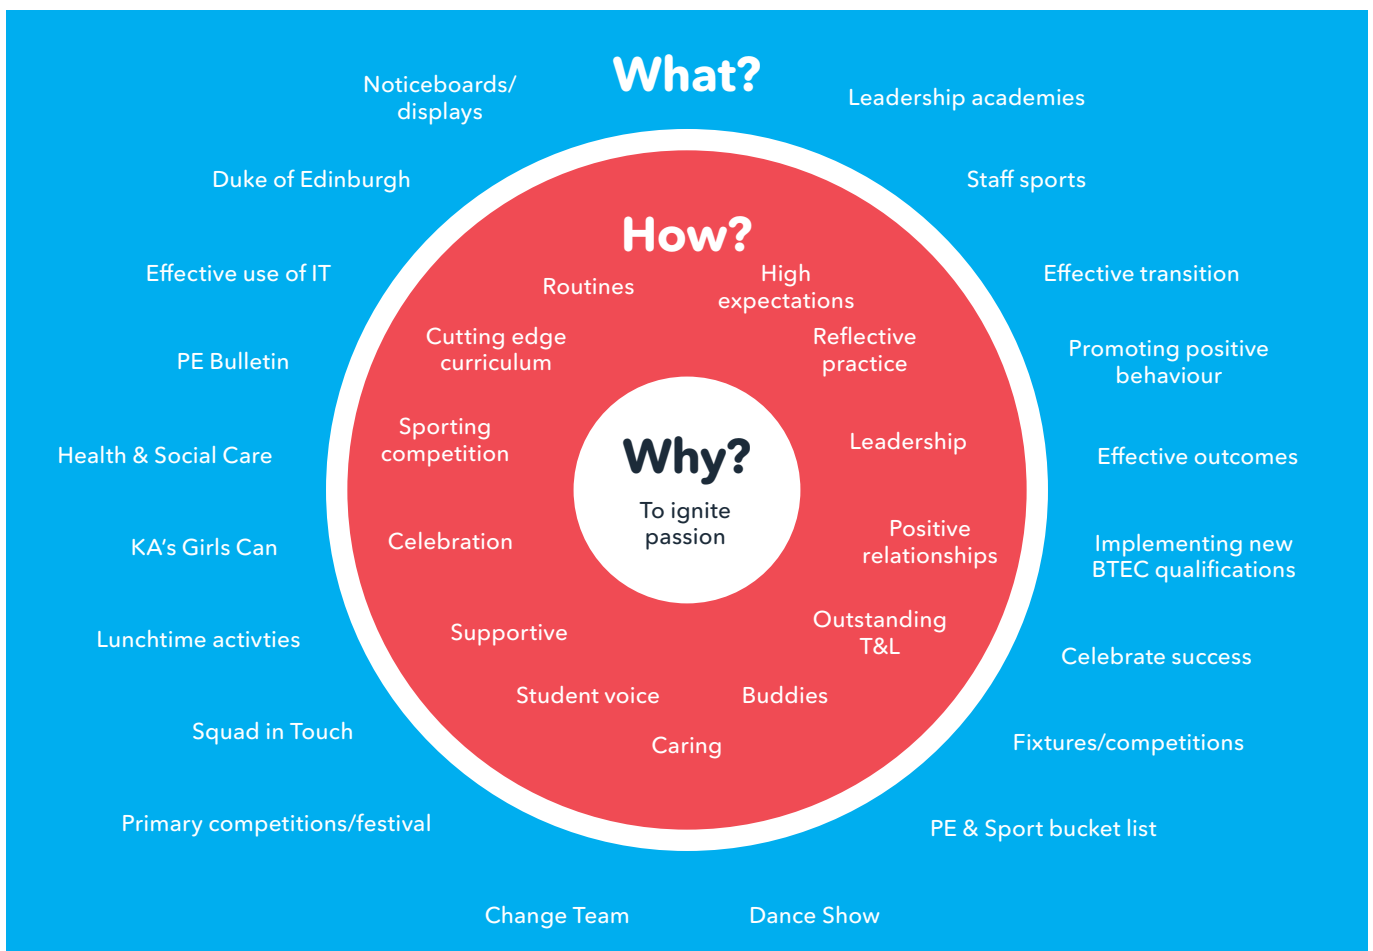 What?
Noticeboards/
displays
Leadership academies
Duke of Edinburgh
Staff sports
Effective use of IT
Effective transition
PE Bulletin
Promoting positive
behaviour
Health & Social Care
Effective outcomes
KA's Girls Can
Implementing new
BTEC qualifications
Lunchtime activties
Celebrate success
Squad in Touch
Fixtures/competitions
Primary competitions/festival
PE & Sport bucket list
Change Team
Dance Show
How?
Routines
High
expectations
Cutting edge
curriculum
Reflective
practice
Sporting
competition
Leadership
Celebration
Positive
relationships
Supportive
Outstanding
T&L
Student voice
Buddies
Caring
Why?
To ignite
passion